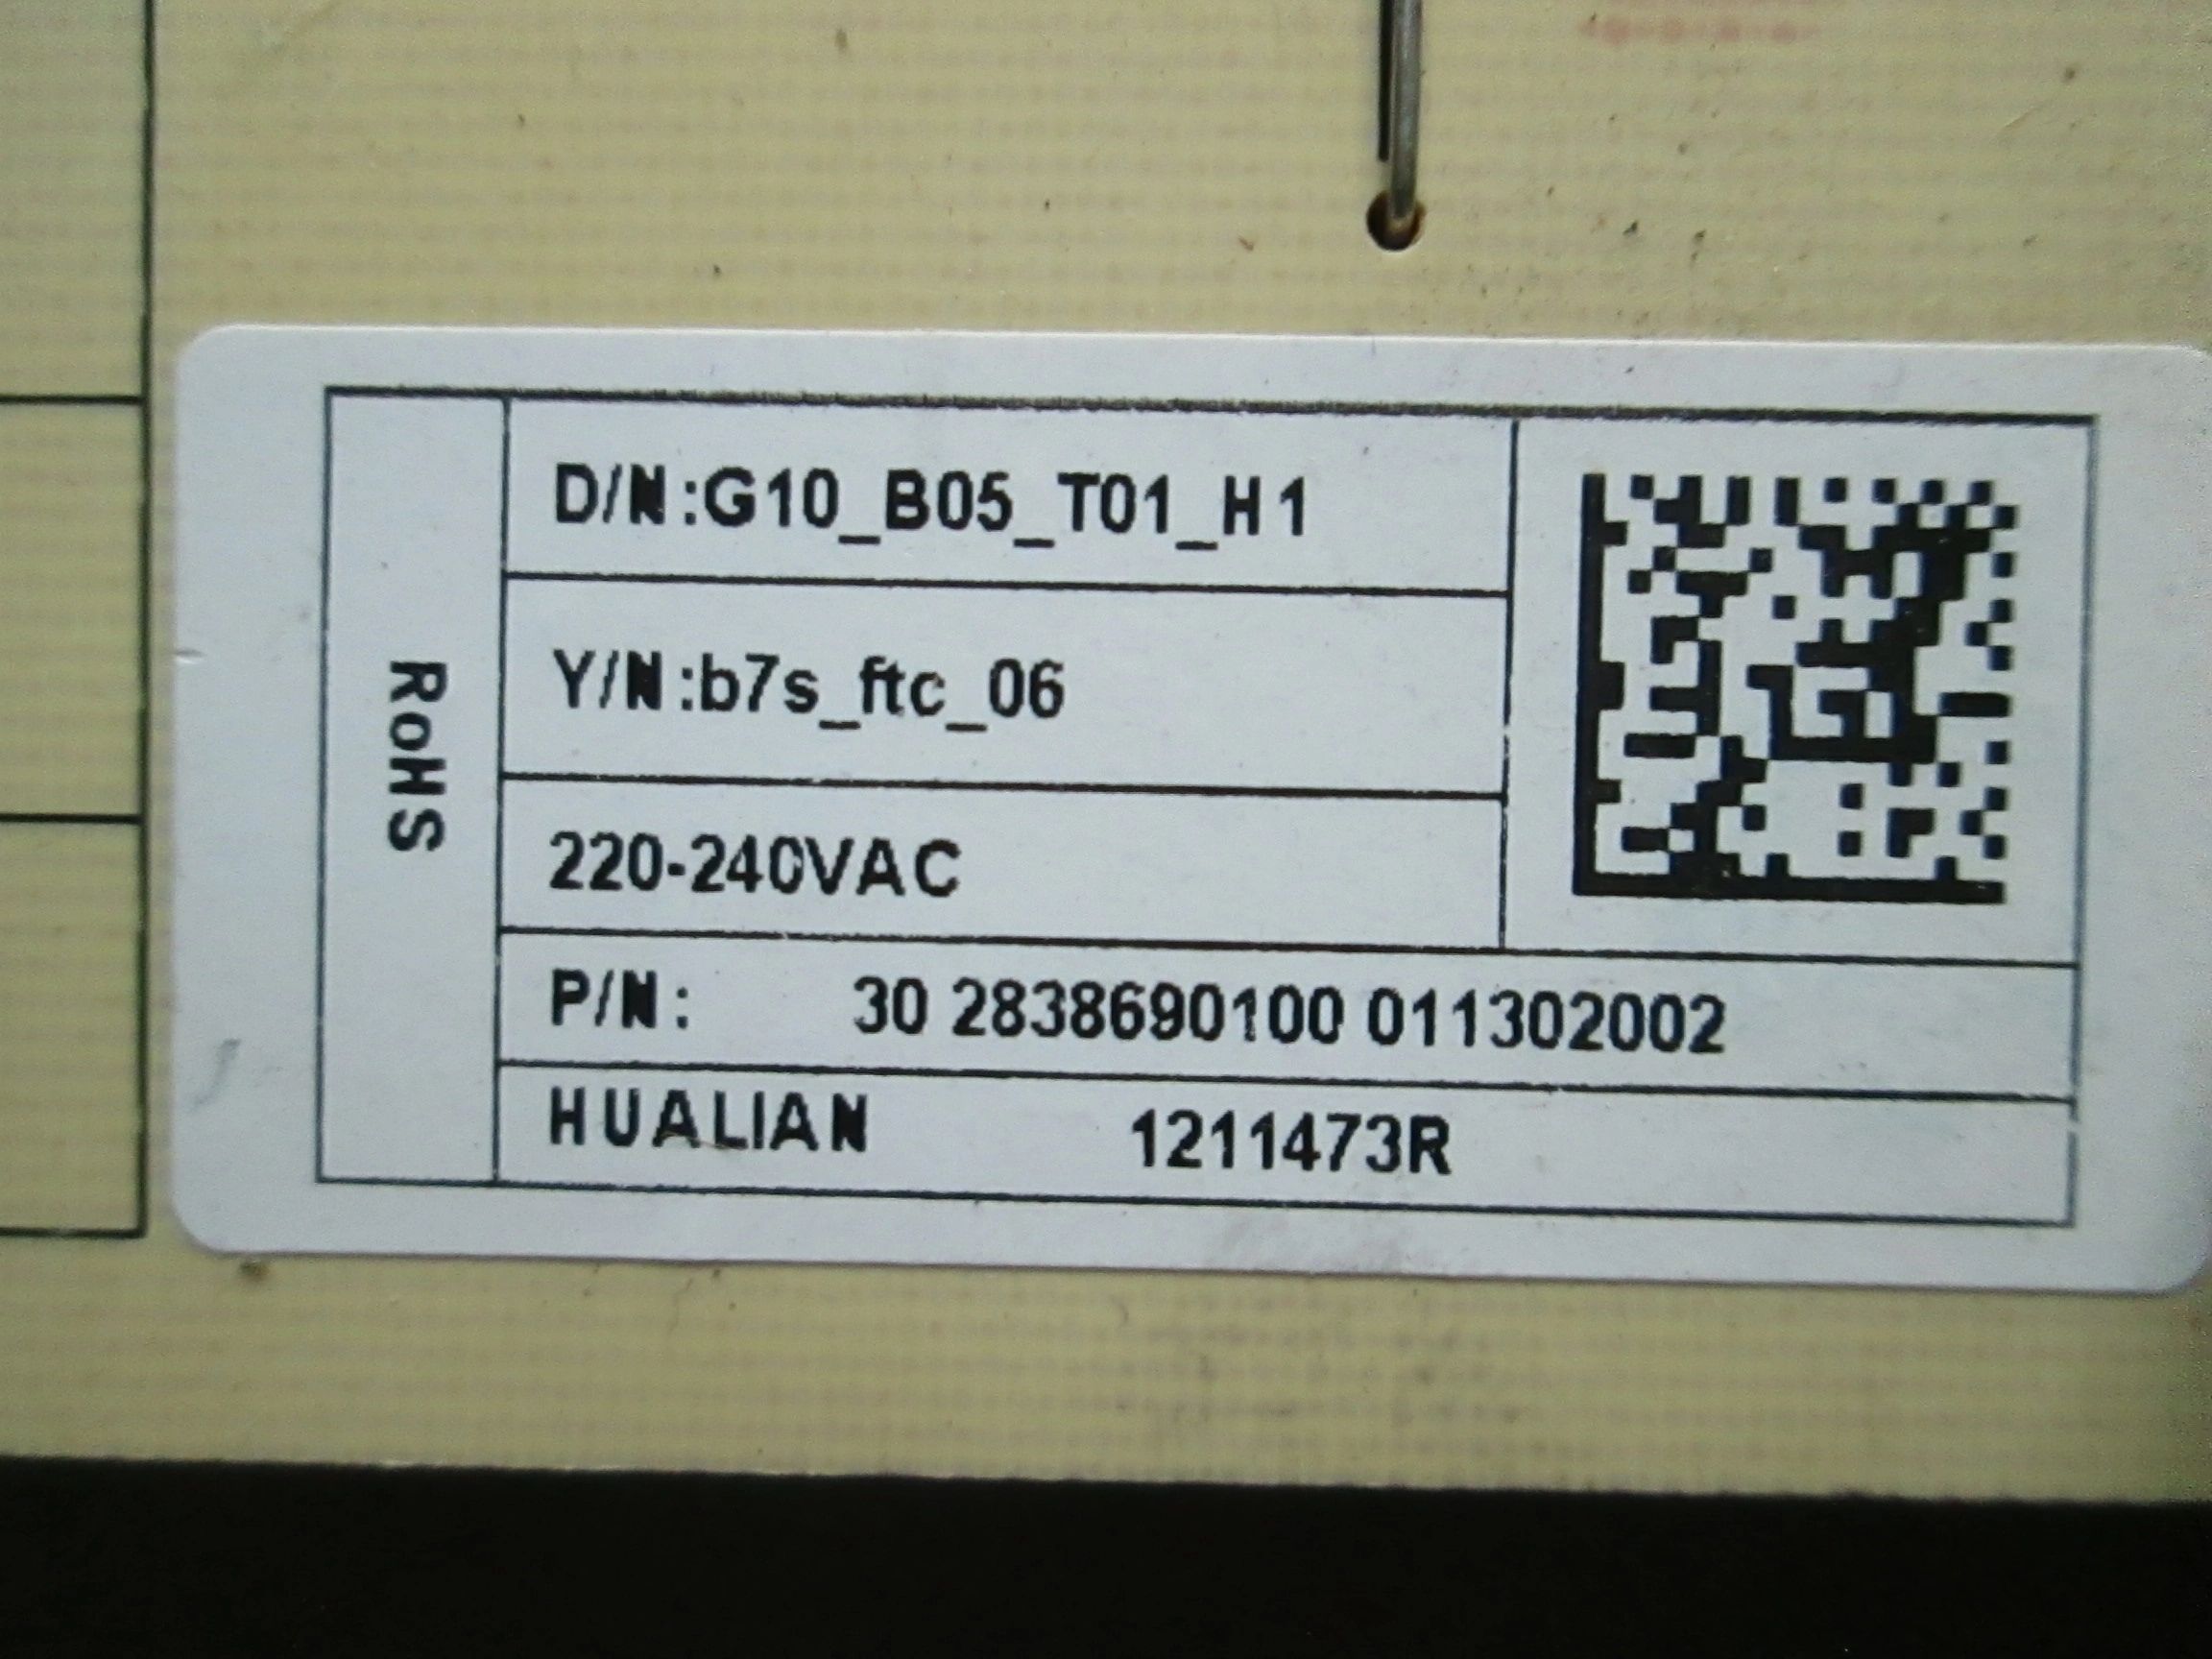 RoHS
D/N:G10_B05_T01_H1
Y/N:b7s_ftc_06
220-240VAC
P/N: 30 2838690100 011302002
HUALIAN 1211473R